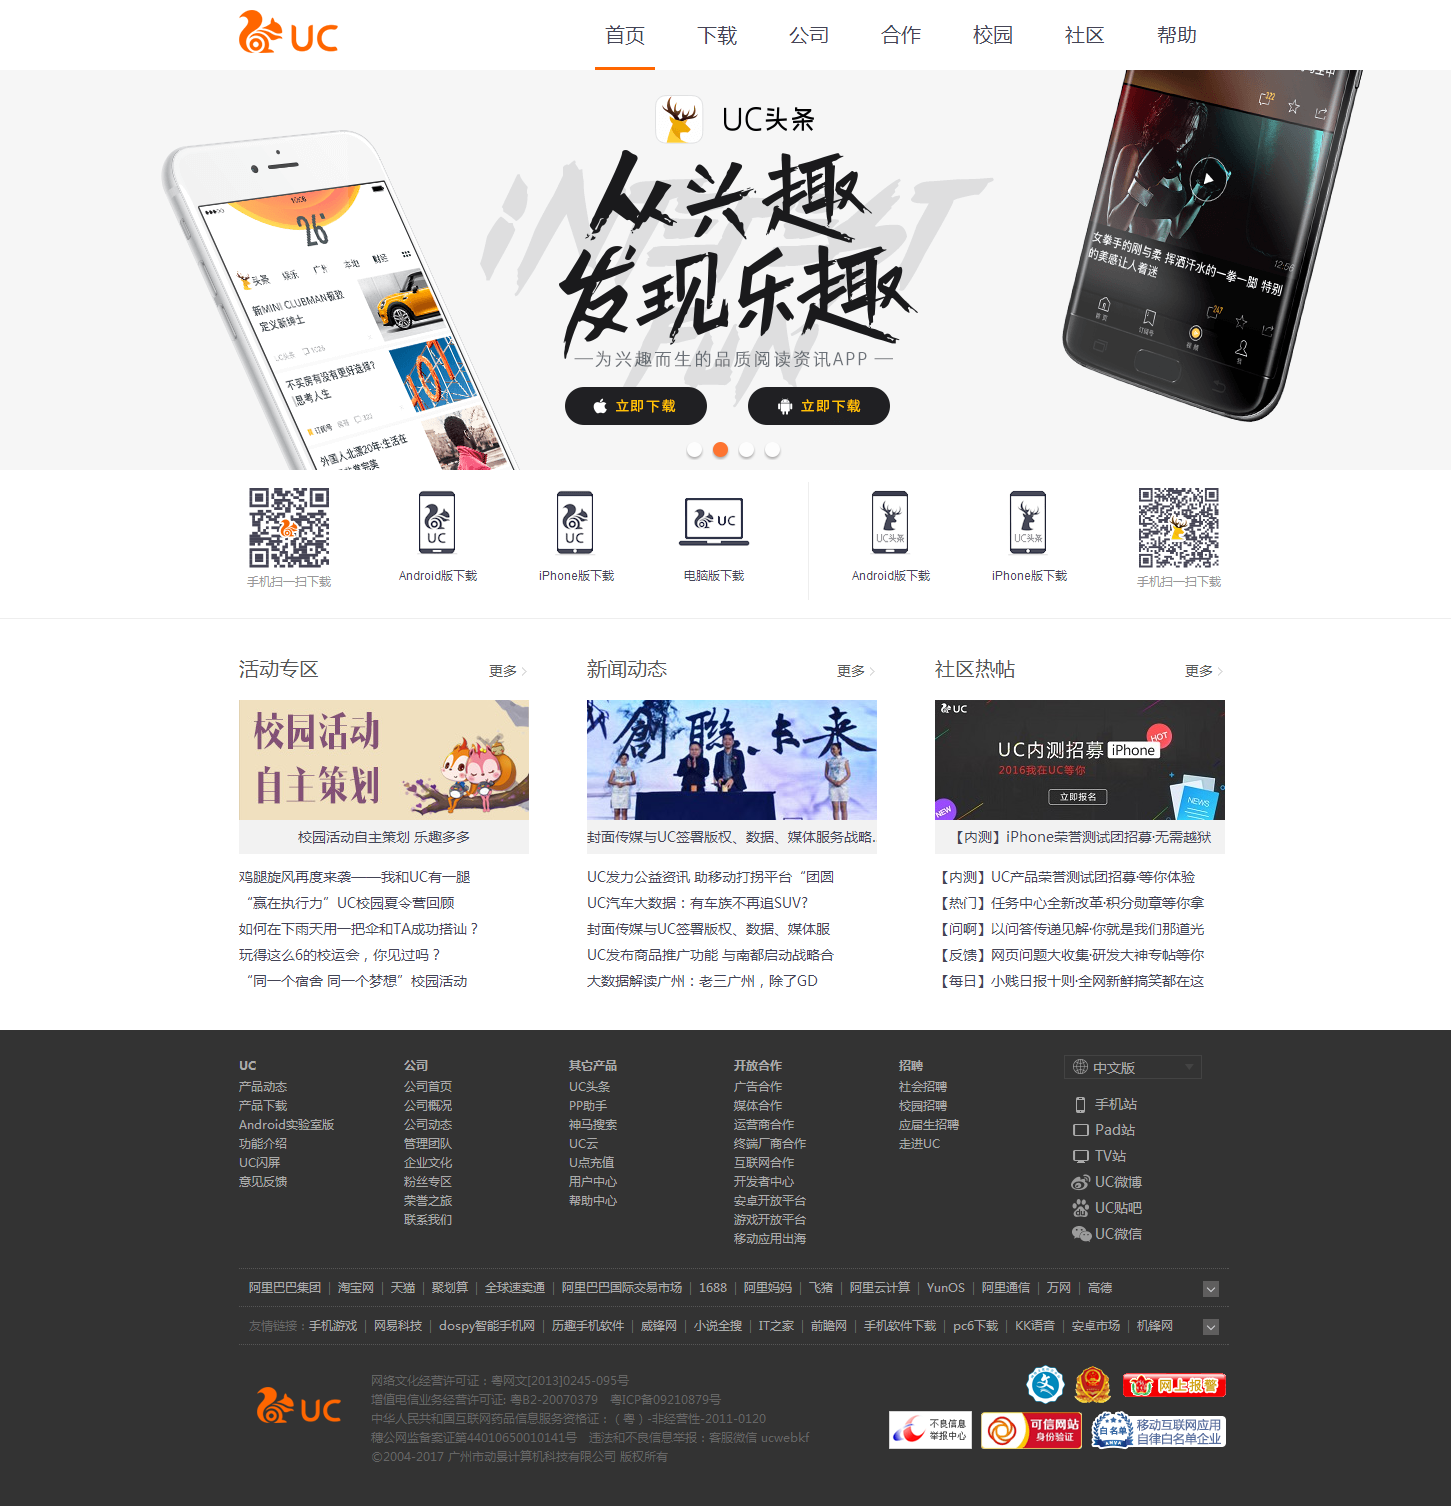 UC
首页
下载
公司
合作
校园
社区
帮助
UC头条
从兴趣
发现乐趣
—为兴趣而生的品质阅读资讯APP —
立即下载
立即下载
10:08
26
头条
娱乐
广州
本地
财经
新MINI CLUBMAN极致
定义新绅士
UC头条
不买房有没有更好选择?
思考人生
订阅号
外国人北漂20年:生活在
322
女拳手的刚与柔 挥洒汗水的一拳一脚 特别
的美感让人着迷
12:56
247
首页
订阅号
视频
我
手机扫一扫下载
UC
Android版下载
UC
iPhone版下载
UC
电脑版下载
UC头条
Android版下载
UC头条
iPhone版下载
手机扫一扫下载
活动专区
更多
校园活动
自主策划
校园活动自主策划 乐趣多多
鸡腿旋风再度来袭——我和UC有一腿
“赢在执行力”UC校园夏令营回顾
如何在下雨天用一把伞和TA成功搭讪？
玩得这么6的校运会，你见过吗？
“同一个宿舍 同一个梦想”校园活动
新闻动态
更多
創聯未来
封面传媒与UC签署版权、数据、媒体服务战略..
UC发力公益资讯 助移动打拐平台“团圆
UC汽车大数据：有车族不再追SUV?
封面传媒与UC签署版权、数据、媒体服
UC发布商品推广功能 与南都启动战略合
大数据解读广州：老三广州，除了GD
社区热帖
更多
UC
UC内测招募 iPhone
HOT
2016我在UC等你
立即报名
NEW
NEWS
【内测】iPhone荣誉测试团招募·无需越狱
【内测】UC产品荣誉测试团招募·等你体验
【热门】任务中心全新改革·积分勋章等你拿
【问啊】以问答传递见解·你就是我们那道光
【反馈】网页问题大收集·研发大神专帖等你
【每日】小贱日报十则·全网新鲜搞笑都在这
UC
产品动态
产品下载
Android实验室版
功能介绍
UC闪屏
意见反馈
公司
公司首页
公司概况
公司动态
管理团队
企业文化
粉丝专区
荣誉之旅
联系我们
其它产品
UC头条
PP助手
神马搜索
UC云
U点充值
用户中心
帮助中心
开放合作
广告合作
媒体合作
运营商合作
终端厂商合作
互联网合作
开发者中心
安卓开放平台
游戏开放平台
移动应用出海
招聘
社会招聘
校园招聘
应届生招聘
走进UC
中文版
手机站
Pad站
TV站
UC微博
UC贴吧
UC微信
阿里巴巴集团 | 淘宝网 | 天猫 | 聚划算 | 全球速卖通 | 阿里巴巴国际交易市场 | 1688 | 阿里妈妈 | 飞猪 | 阿里云计算 | YunOS | 阿里通信 | 万网 | 高德
友情链接：手机游戏 | 网易科技 | dospy智能手机网 | 历趣手机软件 | 威锋网 | 小说全搜 | IT之家 | 前瞻网 | 手机软件下载 | pc6下载 | KK语音 | 安卓市场 | 机锋网
UC
网络文化经营许可证：粤网文[2013]0245-095号
增值电信业务经营许可证: 粤B2-20070379 粤ICP备09210879号
中华人民共和国互联网药品信息服务资格证：（粤）-非经营性-2011-0120
穗公网监备案证第44010650010141号 违法和不良信息举报：客服微信 ucwebkf
©2004-2017 广州市动景计算机科技有限公司 版权所有
网上报警
不良信息
举报中心
可信网站
身份验证
白名单
移动互联网应用
自律白名单企业